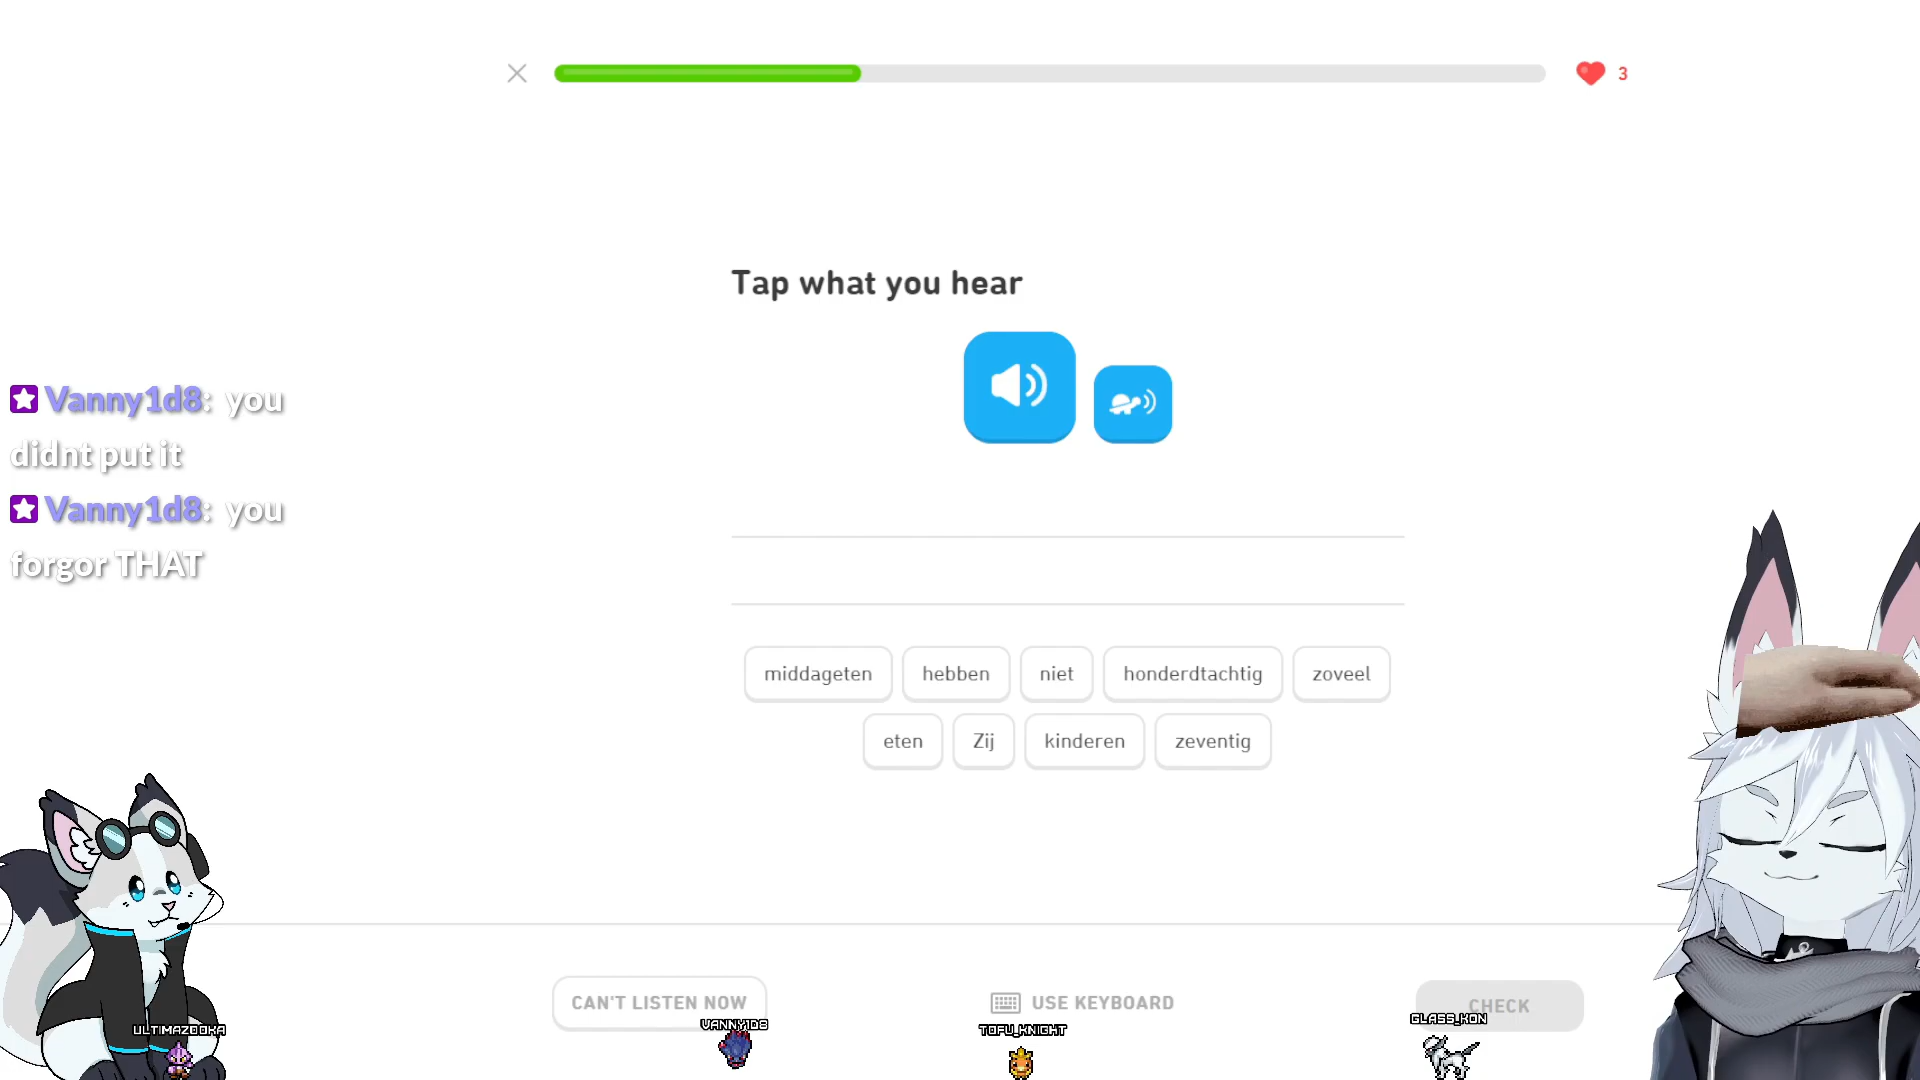 3
Tap what you hear
Vanny1d8: you
didnt put it
Vanny1d8: you
forgor THAT
middageten hebben niet honderdtachtig zoveel
eten Zij kinderen zeventig
CAN'T LISTEN NOW USE KEYBOARD CHECK
ULTIMAZOOKA VANNY1D8 TOFU_KNIGHT GLASS_KON